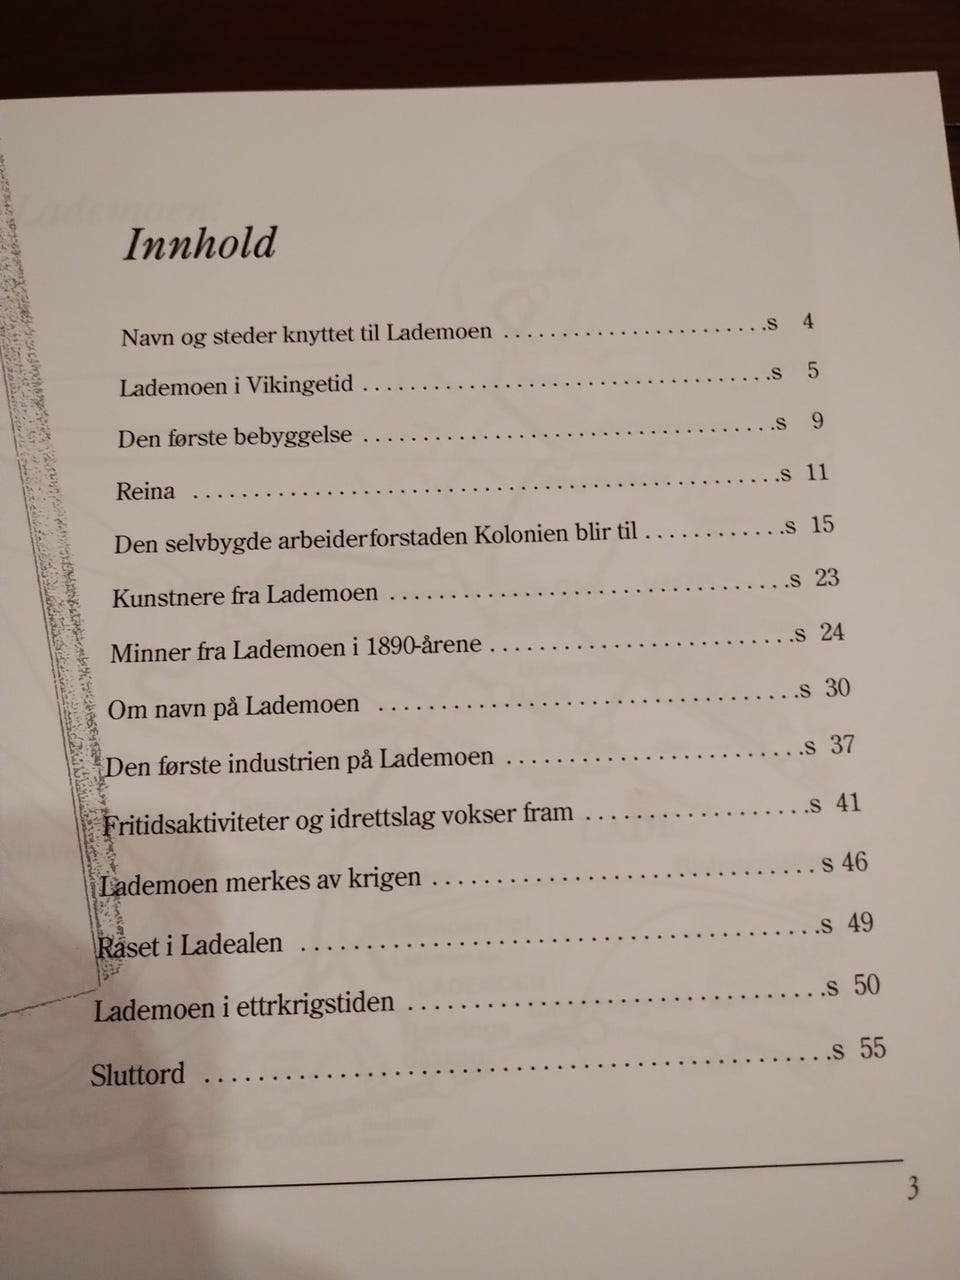 Innhold
Navn og steder knyttet til Lademoen ......................s 4
Lademoen i Vikingetid ..................................s 5
Den første bebyggelse ..................................s 9
Reina ................................................s 11
Den selvbygde arbeiderforstaden Kolonien blir til ............s 15
Kunstnere fra Lademoen .................................s 23
Minner fra Lademoen i 1890-årene .........................s 24
Om navn på Lademoen ..................................s 30
Den første industrien på Lademoen ........................s 37
Fritidsaktiviteter og idrettslag vokser fram ..................s 41
Lademoen merkes av krigen ..............................s 46
Raset i Ladealen .......................................s 49
Lademoen i ettrkrigstiden ................................s 50
Sluttord ...............................................s 55
3